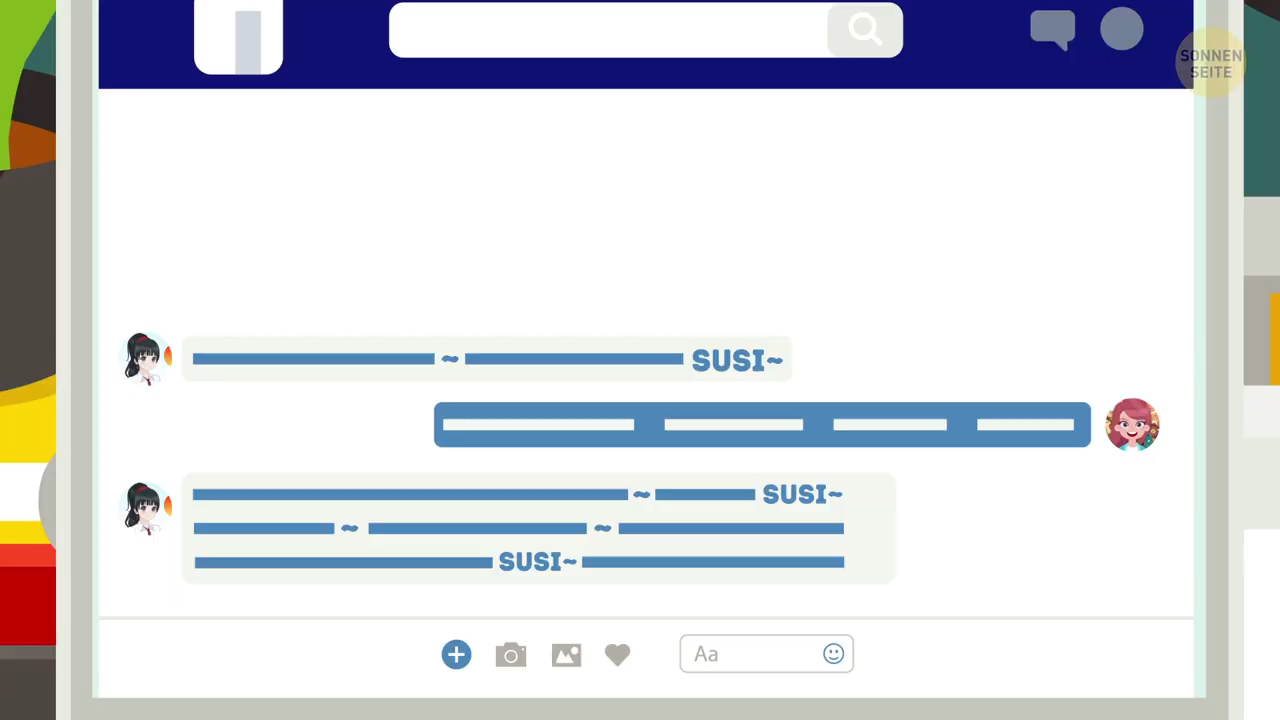 SONNEN
SEITE
~ SUSI~
~ SUSI~
~ ~
SUSI~
Aa